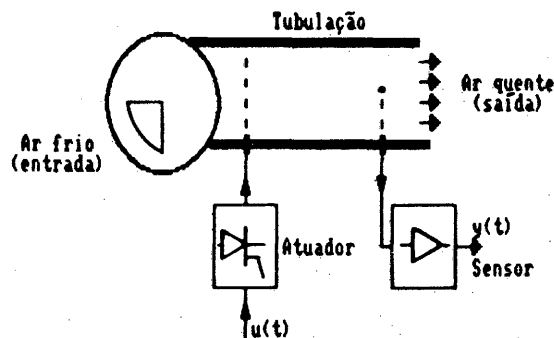 Tubulação
Ar quente
(saída)
Ar frio
(entrada)
Atuador
y(t)
Sensor
u(t)